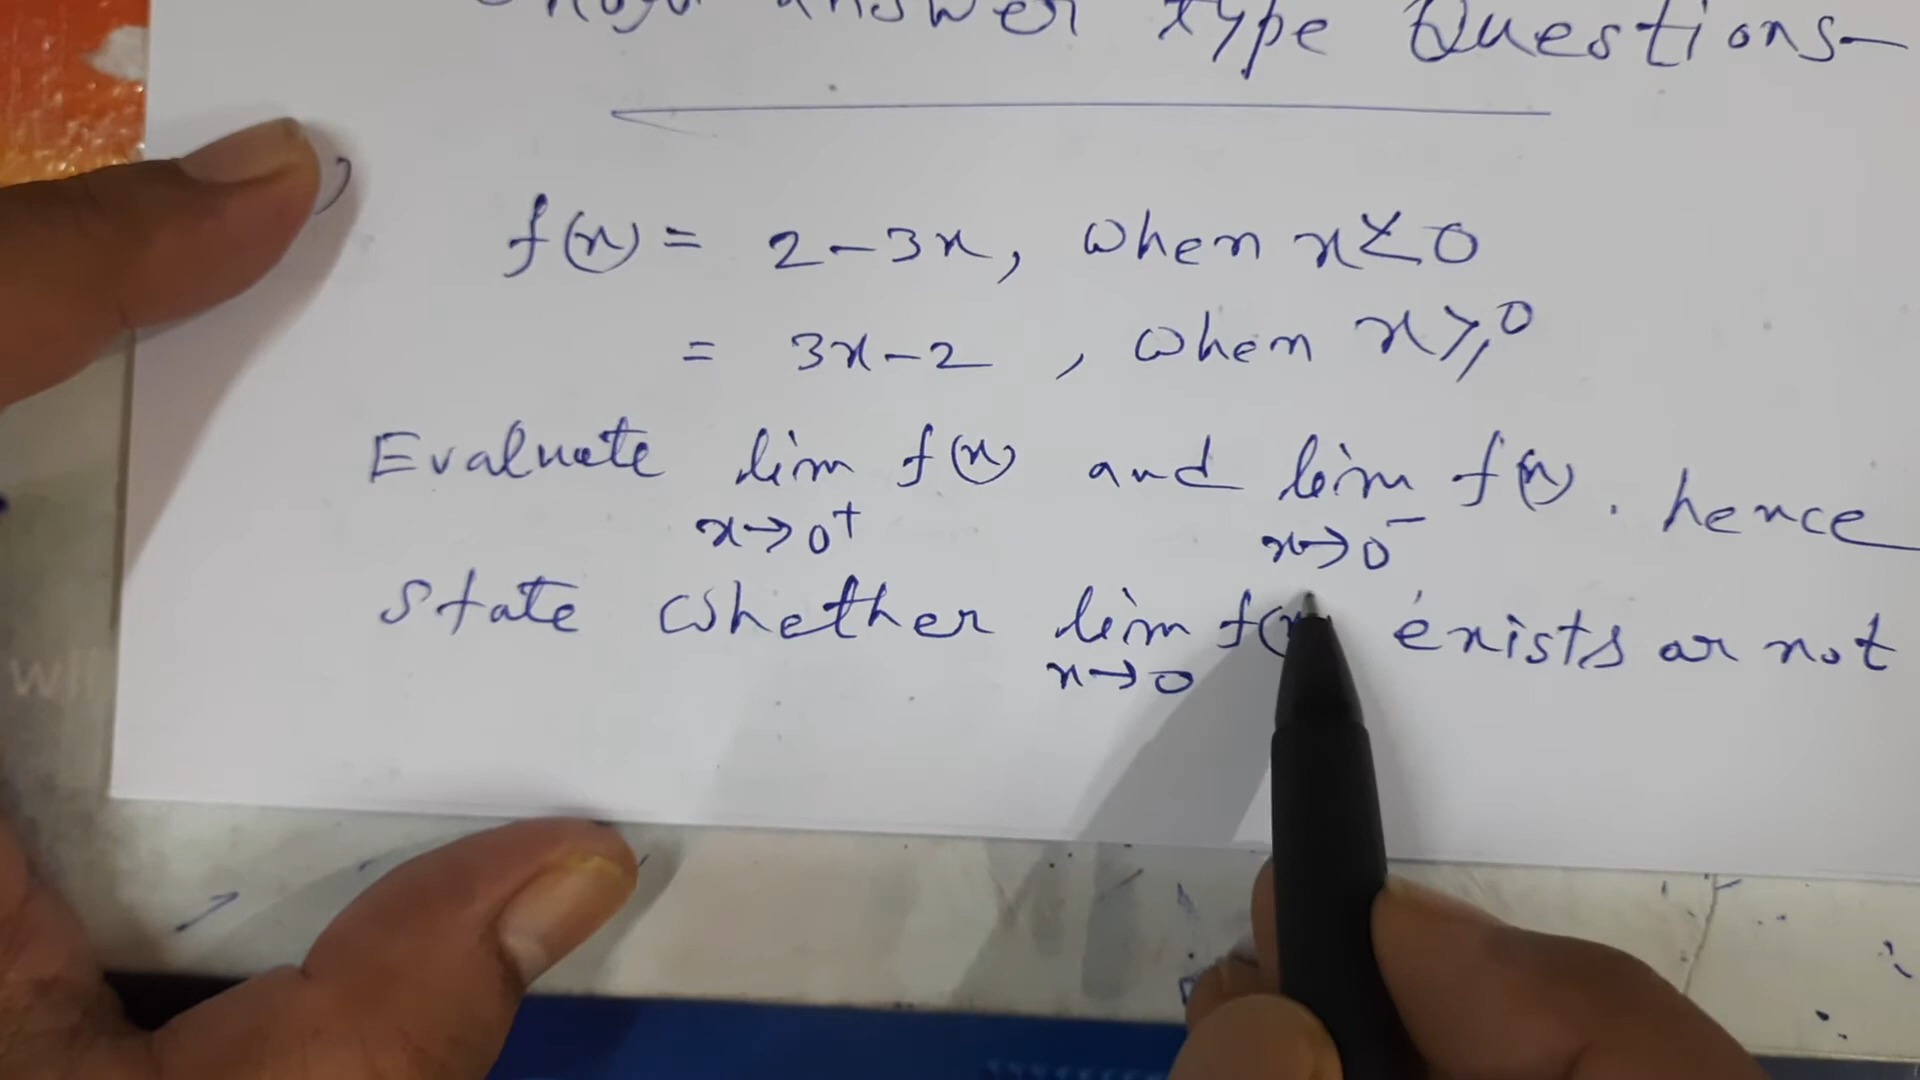 answer type Questions-
f(x) = 2-3x, when x<0
= 3x-2 , when x≥0
Evaluate lim f(x) and lim f(x). hence
x→0⁺ x→0⁻
State whether lim f(x) exists or not
x→0